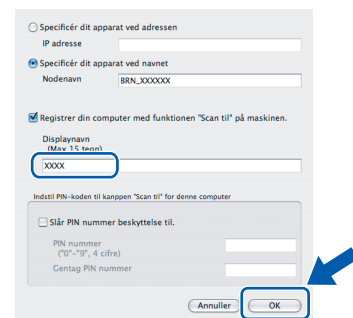 Specificér dit apparat ved adressen
IP adresse
Specificér dit apparat ved navnet
Nodenavn BRN_XXXXXX
Registrer din computer med funktionen "Scan til" på maskinen.
Displaynavn
(Max 15 tegn)
XXXX
Indstil PIN-koden til kanppen "Scan til" for denne computer
Slår PIN nummer beskyttelse til.
PIN nummer
("0"-"9", 4 cifre)
Gentag PIN nummer
Annuller OK